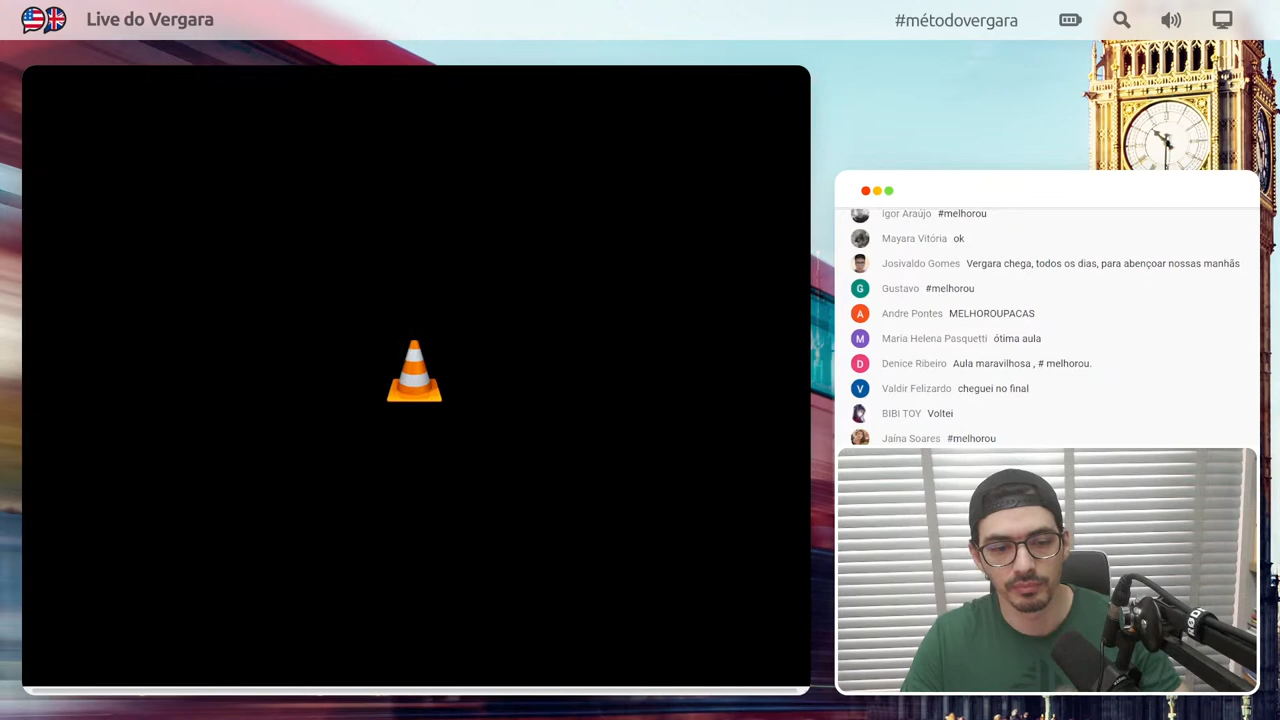 Live do Vergara
#métodovergara
Igor Araújo #melhorou
Mayara Vitória ok
Josivaldo Gomes Vergara chega, todos os dias, para abençoar nossas manhãs
G Gustavo #melhorou
A Andre Pontes MELHOROUPACAS
M Maria Helena Pasquetti ótima aula
D Denice Ribeiro Aula maravilhosa , # melhorou.
V Valdir Felizardo cheguei no final
BIBI TOY Voltei
Jaína Soares #melhorou
RØDE